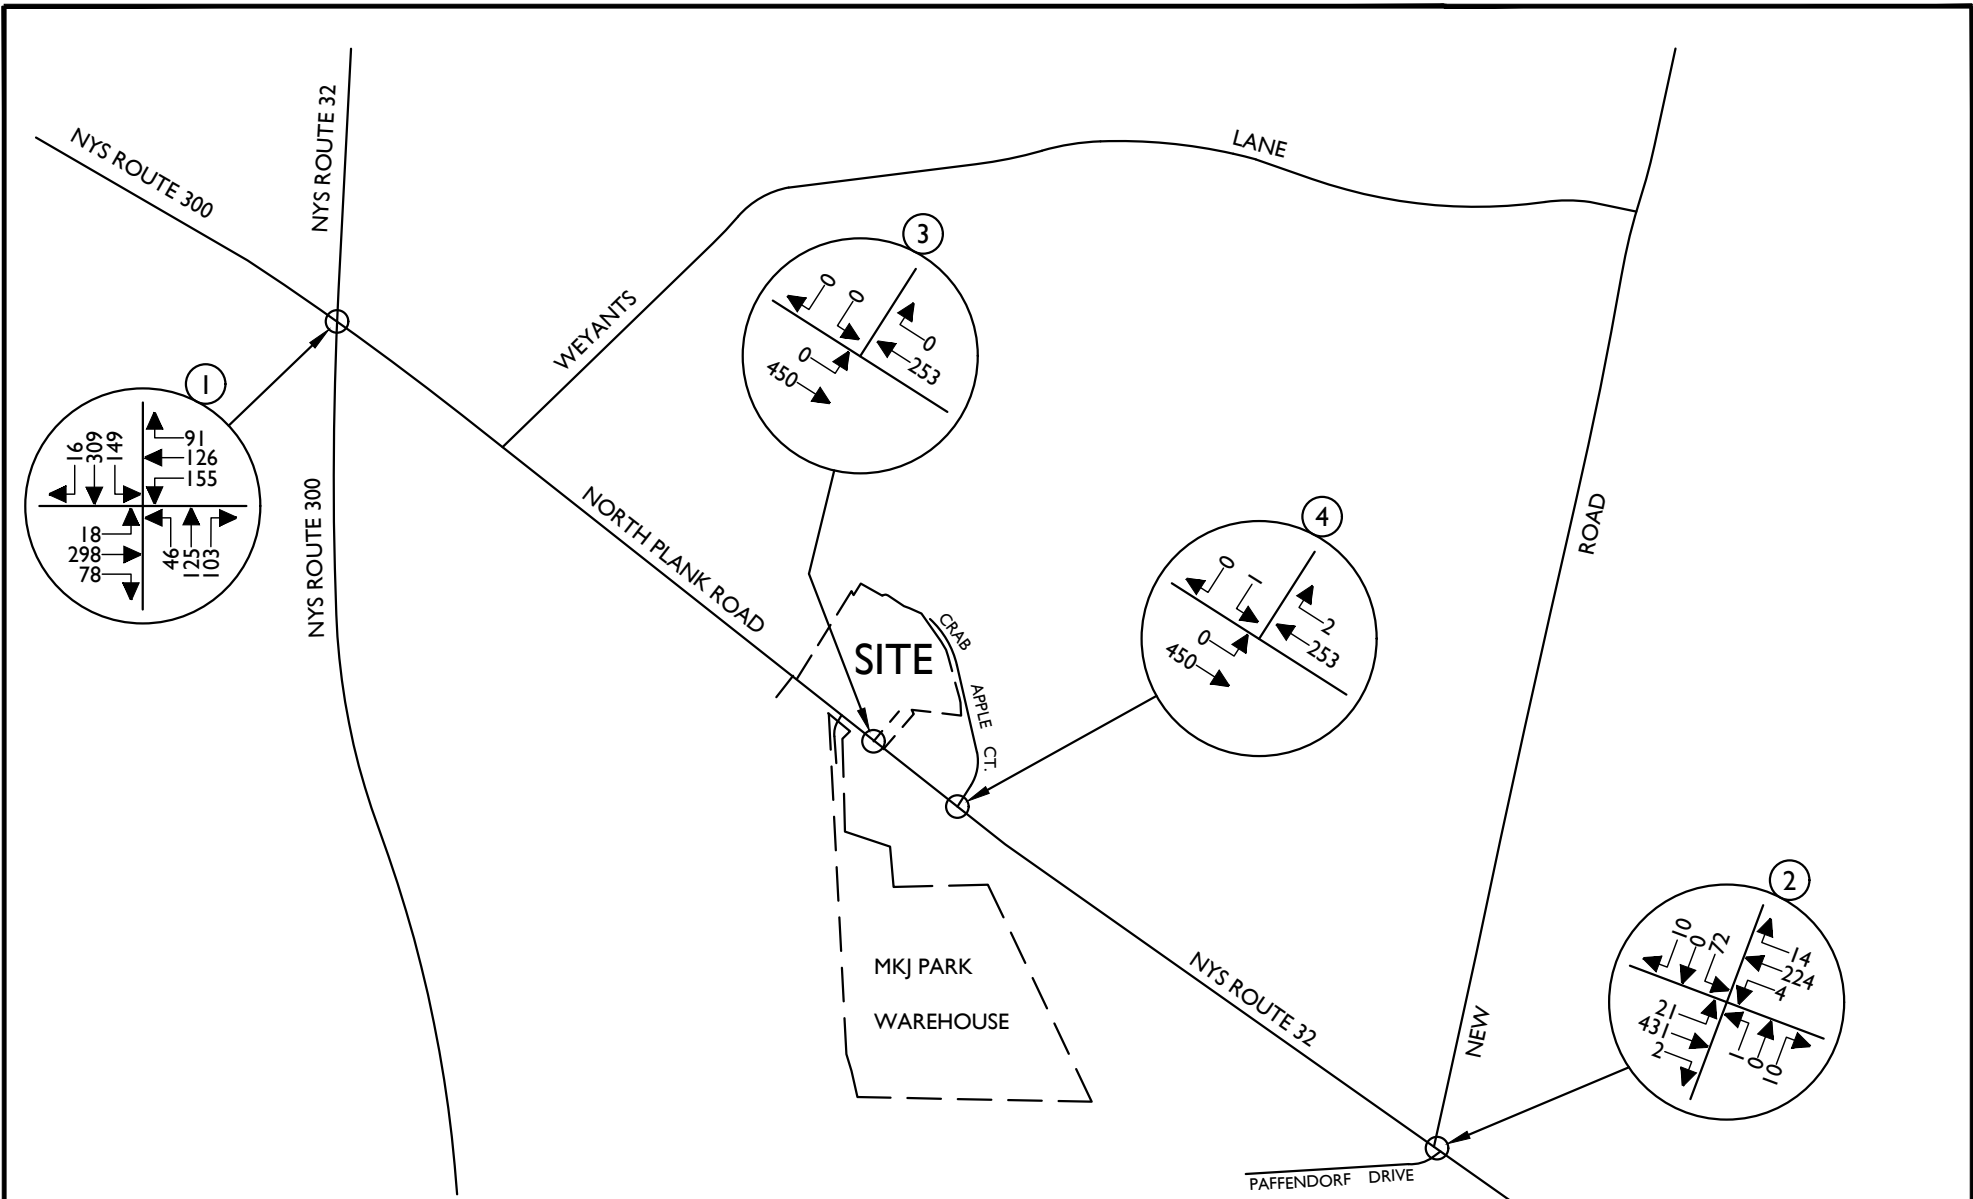 NYS ROUTE 300
NYS ROUTE 32
LANE
WEYANTS
3
0
0
0
0
253
450
1
16
309
149
91
126
155
18
298
78
46
125
103
NYS ROUTE 300
NORTH PLANK ROAD
4
0
1
2
0
253
450
ROAD
SITE
CRAB
APPLE
CT.
MKJ PARK
WAREHOUSE
NYS ROUTE 32
NEW
2
10
0
72
14
224
4
21
431
2
1
0
10
PAFFENDORF DRIVE